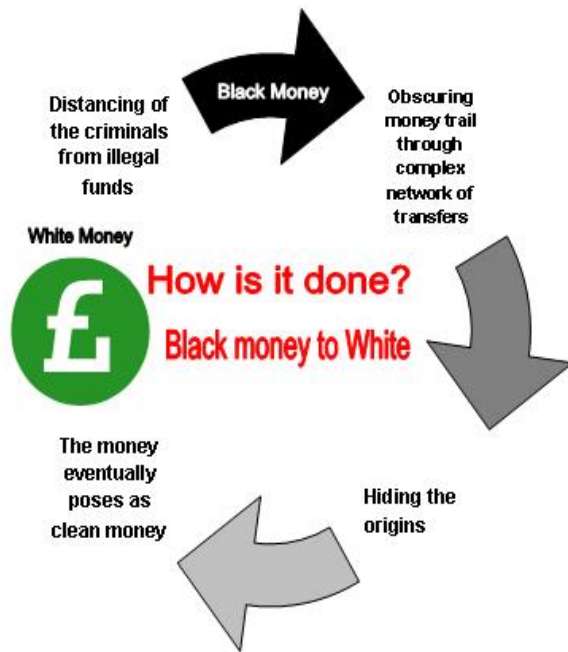 Black Money
Distancing of
the criminals
from illegal
funds
Obscuring
money trail
through
complex
network of
transfers
White Money
£
How is it done?
Black money to White
The money
eventually
poses as
clean money
Hiding the
origins